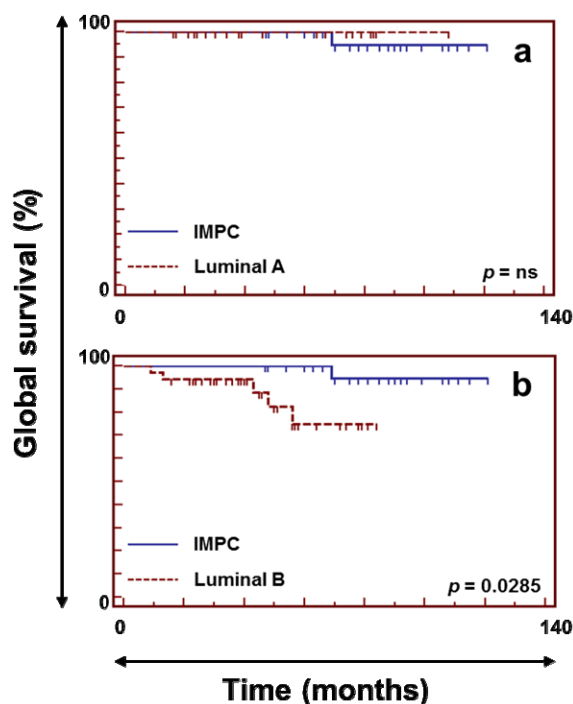 Global survival (%)
100
a
IMPC
Luminal A
p = ns
0
0
140
100
b
IMPC
Luminal B
p = 0.0285
0
0
140
Time (months)